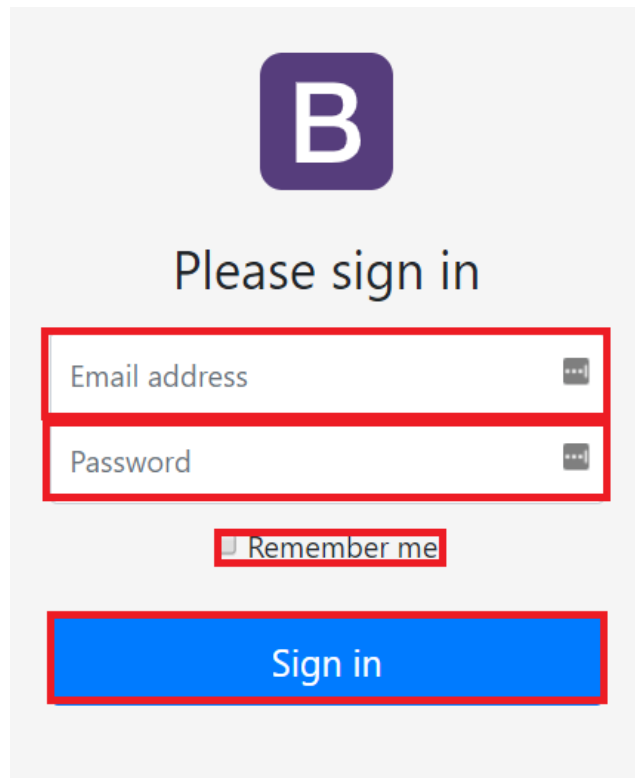 B
Please sign in
Email address
Password
Remember me
Sign in